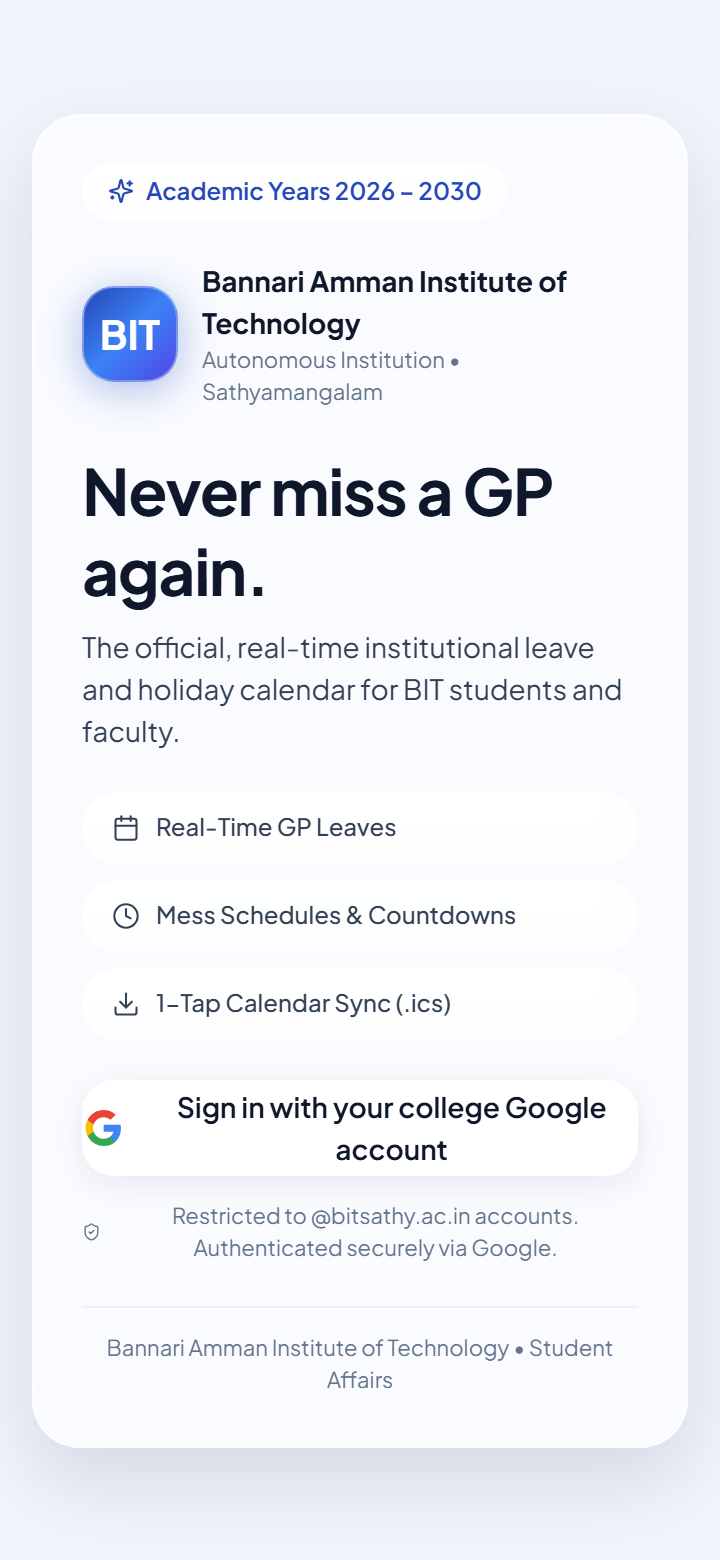 Academic Years 2026 – 2030
BIT
Bannari Amman Institute of
Technology
Autonomous Institution •
Sathyamangalam
Never miss a GP
again.
The official, real-time institutional leave
and holiday calendar for BIT students and
faculty.
Real-Time GP Leaves
Mess Schedules & Countdowns
1-Tap Calendar Sync (.ics)
Sign in with your college Google
account
Restricted to @bitsathy.ac.in accounts.
Authenticated securely via Google.
Bannari Amman Institute of Technology • Student
Affairs